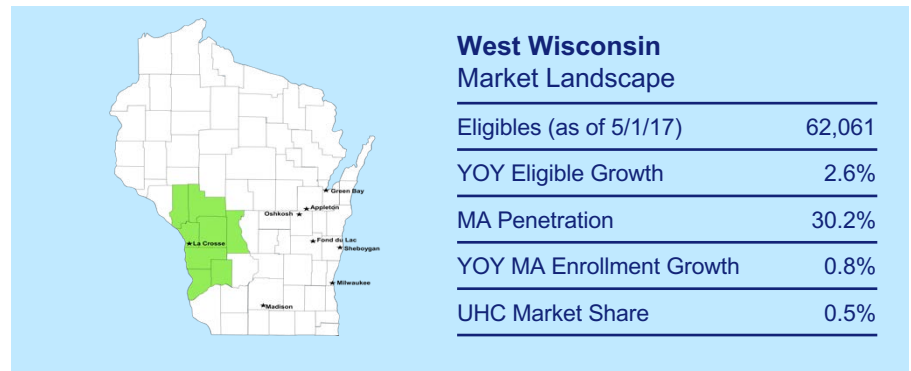 West Wisconsin
Market Landscape
Eligibles (as of 5/1/17) 62,061
YOY Eligible Growth 2.6%
MA Penetration 30.2%
YOY MA Enrollment Growth 0.8%
UHC Market Share 0.5%
Green Bay
Appleton
Oshkosh
Fond du Lac
La Crosse
Sheboygan
Milwaukee
Madison